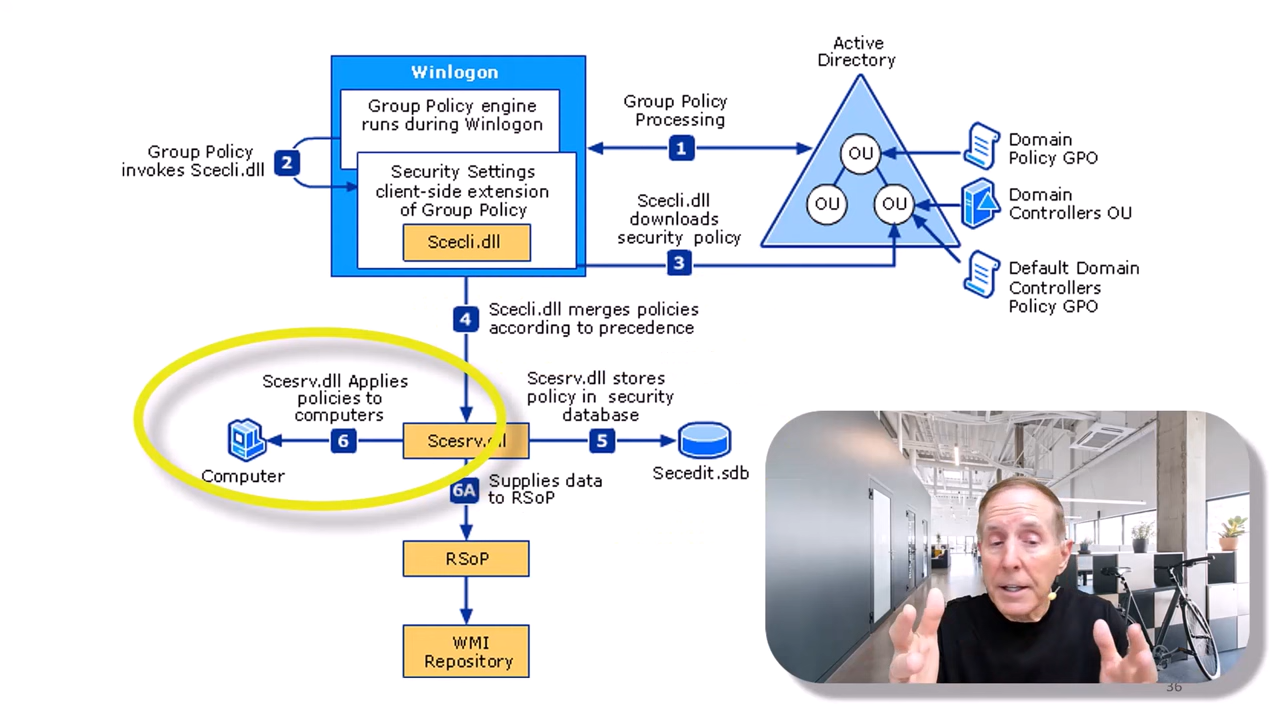 Winlogon
Group Policy engine
runs during Winlogon
Group Policy
invokes Scecli.dll
2
Security Settings
client-side extension
of Group Policy
Scecli.dll
Group Policy
Processing
1
Scecli.dll
downloads
security policy
3
Active
Directory
OU
OU
OU
Domain
Policy GPO
Domain
Controllers OU
Default Domain
Controllers
Policy GPO
4
Scecli.dll merges policies
according to precedence
Scesrv.dll Applies
policies to
computers
6
Computer
Scesrv.dll
Scesrv.dll stores
policy in security
database
5
Secedit.sdb
6A
Supplies data
to RSoP
RSoP
WMI
Repository
36